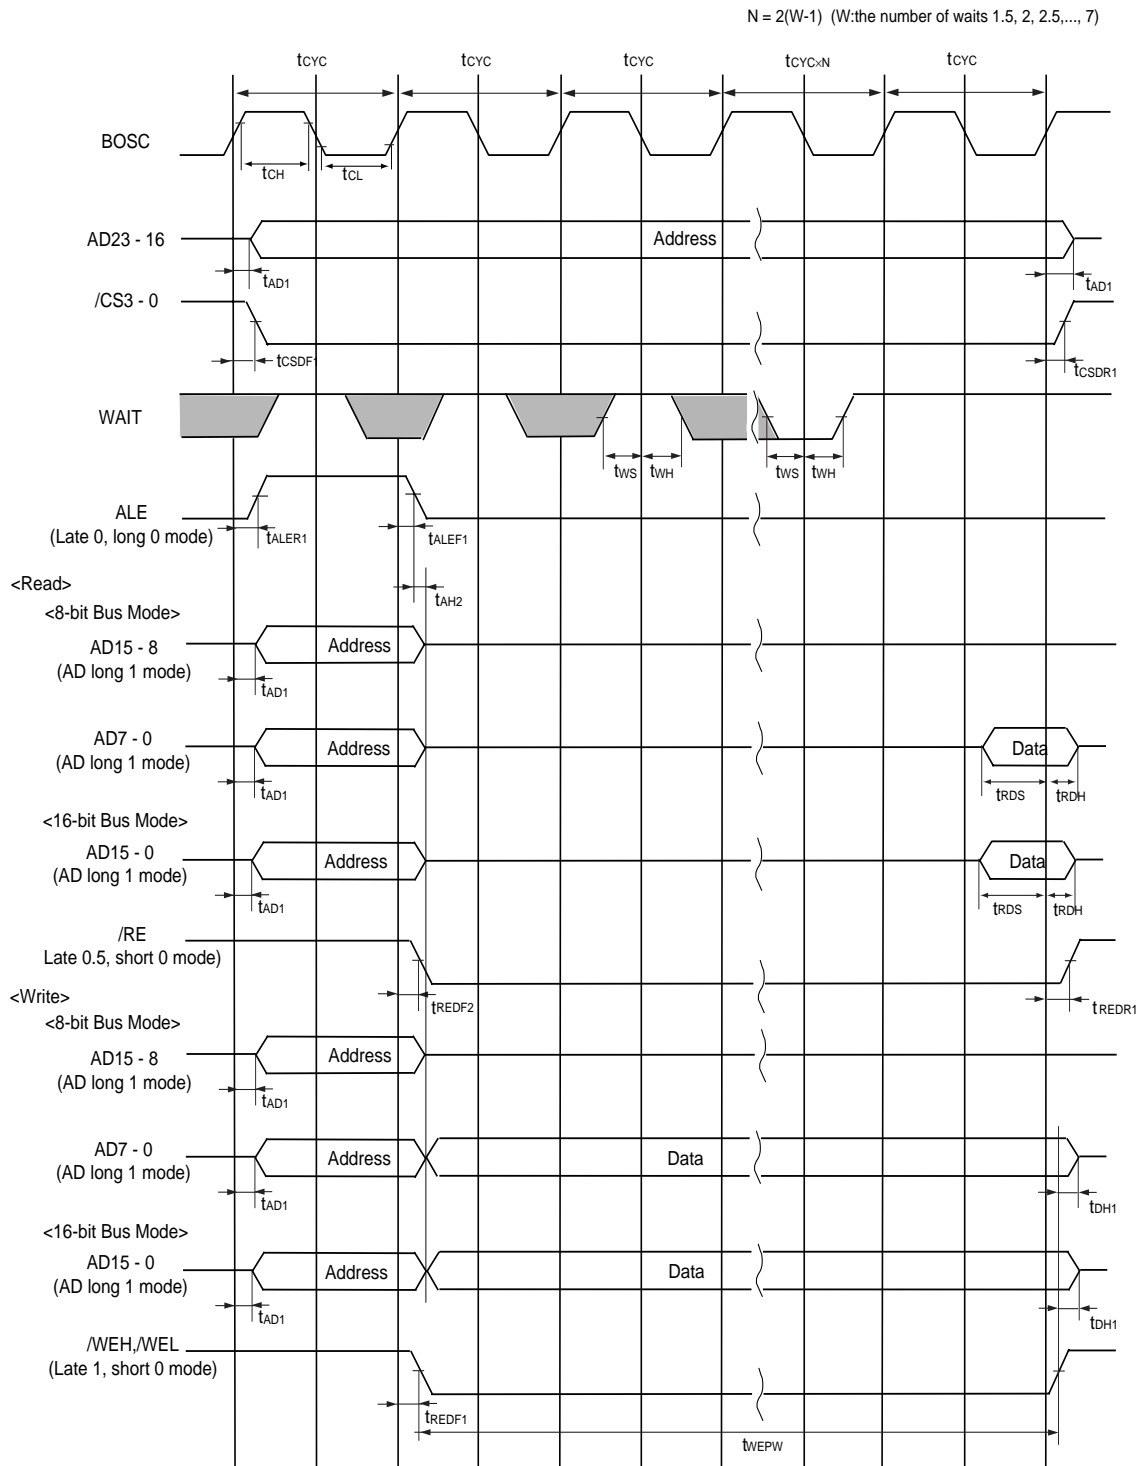 N = 2(W-1) (W:the number of waits 1.5, 2, 2.5,..., 7)
tCYC tCYC tCYC tCYC×N tCYC
BOSC
tCH tCL
AD23 - 16 Address
tAD1 tAD1
/CS3 - 0
tCSDF1 tCSDR1
WAIT
tWS tWH tWS tWH
ALE
(Late 0, long 0 mode) tALER1 tALEF1
<Read>
tAH2
<8-bit Bus Mode>
AD15 - 8 Address
(AD long 1 mode)
tAD1
AD7 - 0 Address Data
(AD long 1 mode)
tAD1 tRDS tRDH
<16-bit Bus Mode>
AD15 - 0 Address Data
(AD long 1 mode)
tAD1 tRDS tRDH
/RE
Late 0.5, short 0 mode)
<Write> tREDF2 tREDR1
<8-bit Bus Mode>
AD15 - 8 Address
(AD long 1 mode)
tAD1
AD7 - 0 Address Data
(AD long 1 mode)
tAD1 tDH1
<16-bit Bus Mode>
AD15 - 0 Address Data
(AD long 1 mode)
tAD1 tDH1
/WEH,/WEL
(Late 1, short 0 mode)
tREDF1
tWEPW